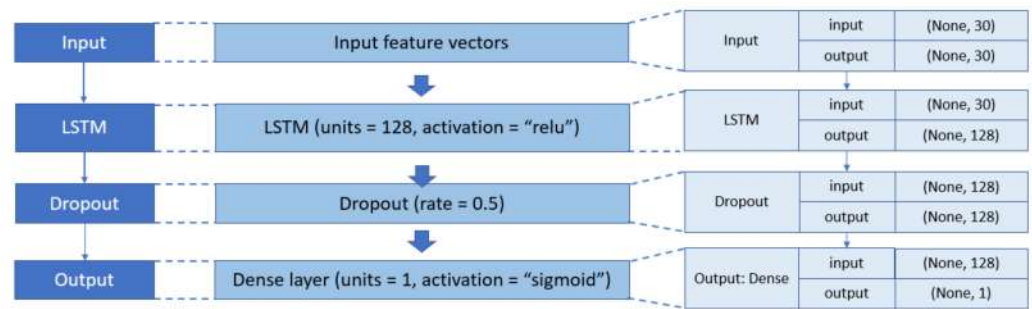 Input
Input feature vectors
Input
input
(None, 30)
output
(None, 30)
LSTM
LSTM (units = 128, activation = “relu”)
LSTM
input
(None, 30)
output
(None, 128)
Dropout
Dropout (rate = 0.5)
Dropout
input
(None, 128)
output
(None, 128)
Output
Dense layer (units = 1, activation = “sigmoid”)
Output: Dense
input
(None, 128)
output
(None, 1)